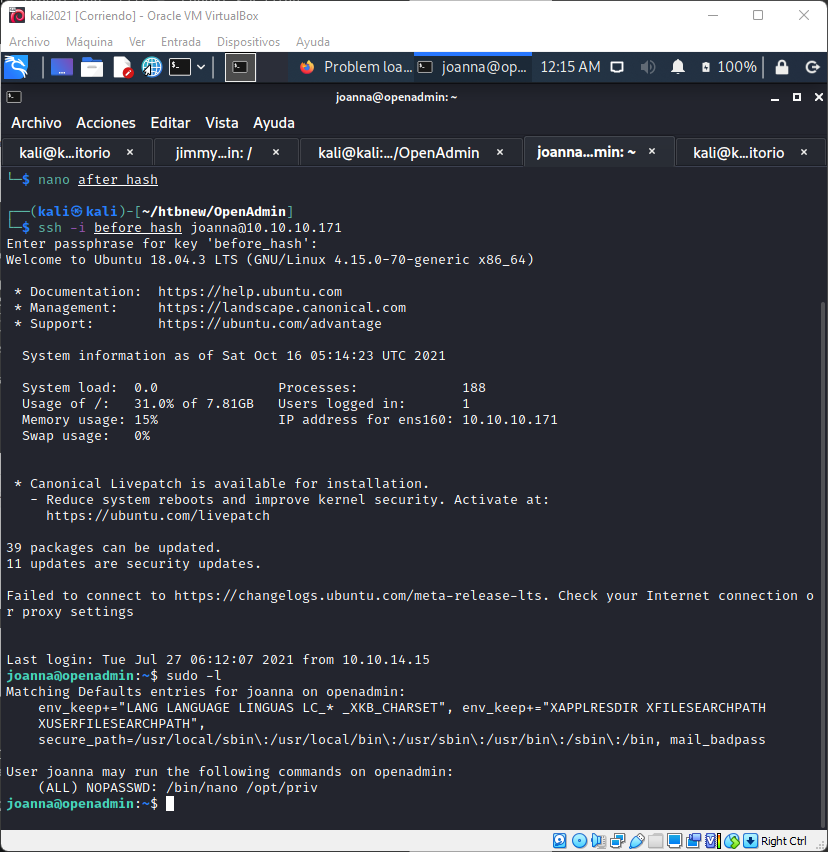 kali2021 [Corriendo] - Oracle VM VirtualBox
Archivo Máquina Ver Entrada Dispositivos Ayuda
Problem loa... joanna@op... 12:15 AM 100%
joanna@openadmin: ~
Archivo Acciones Editar Vista Ayuda
kali@k...itorio × jimmy...in: / × kali@kali:.../OpenAdmin × joanna...min: ~ × kali@k...itorio ×
└─$ nano after_hash
┌──(kali㉿kali)-[~/htbnew/OpenAdmin]
└─$ ssh -i before_hash joanna@10.10.10.171
Enter passphrase for key 'before_hash':
Welcome to Ubuntu 18.04.3 LTS (GNU/Linux 4.15.0-70-generic x86_64)
* Documentation: https://help.ubuntu.com
* Management: https://landscape.canonical.com
* Support: https://ubuntu.com/advantage
System information as of Sat Oct 16 05:14:23 UTC 2021
System load: 0.0 Processes: 188
Usage of /: 31.0% of 7.81GB Users logged in: 1
Memory usage: 15% IP address for ens160: 10.10.10.171
Swap usage: 0%
* Canonical Livepatch is available for installation.
- Reduce system reboots and improve kernel security. Activate at:
https://ubuntu.com/livepatch
39 packages can be updated.
11 updates are security updates.
Failed to connect to https://changelogs.ubuntu.com/meta-release-lts. Check your Internet connection o
r proxy settings
Last login: Tue Jul 27 06:12:07 2021 from 10.10.14.15
joanna@openadmin:~$ sudo -l
Matching Defaults entries for joanna on openadmin:
env_keep+="LANG LANGUAGE LINGUAS LC_* _XKB_CHARSET", env_keep+="XAPPLRESDIR XFILESEARCHPATH
XUSERFILESEARCHPATH",
secure_path=/usr/local/sbin\:/usr/local/bin\:/usr/sbin\:/usr/bin\:/sbin\:/bin, mail_badpass
User joanna may run the following commands on openadmin:
(ALL) NOPASSWD: /bin/nano /opt/priv
joanna@openadmin:~$
Right Ctrl